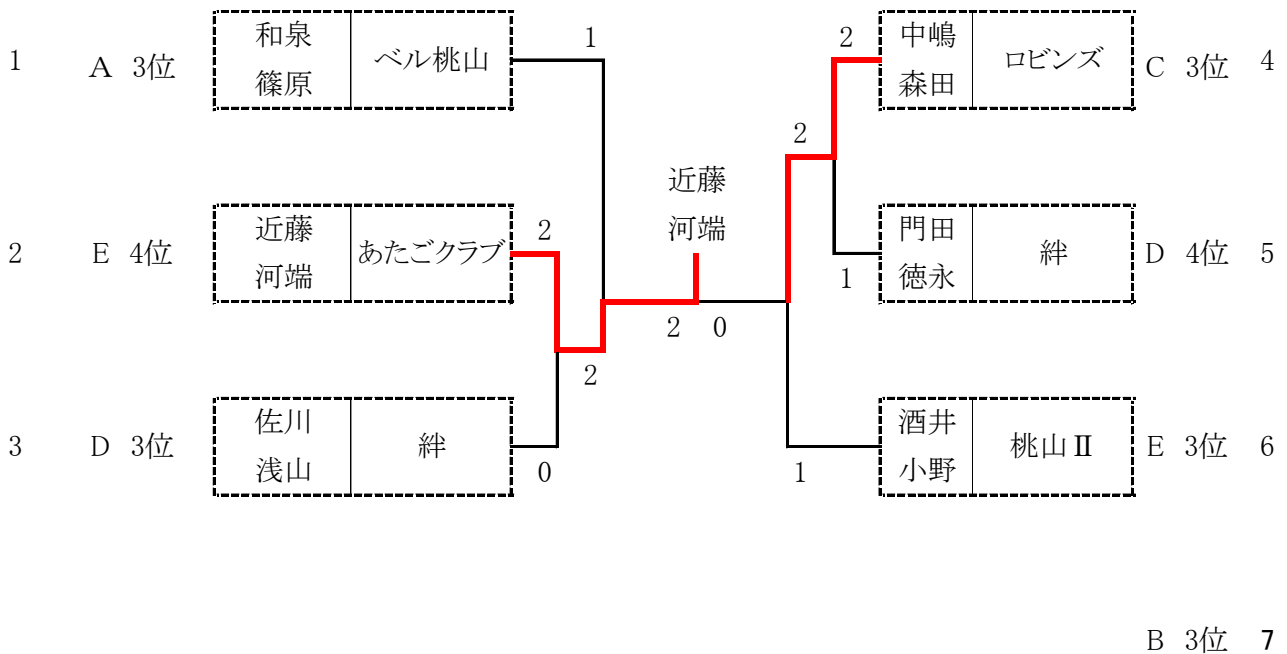 1 A 3位 和泉 篠原 ベル桃山 1
2 E 4位 近藤 河端 あたごクラブ 2
2
3 D 3位 佐川 浅山 絆 0
近藤
河端
2 0
2 中嶋 森田 ロビンズ C 3位 4
2
1 門田 徳永 絆 D 4位 5
1 酒井 小野 桃山Ⅱ E 3位 6
B 3位 7